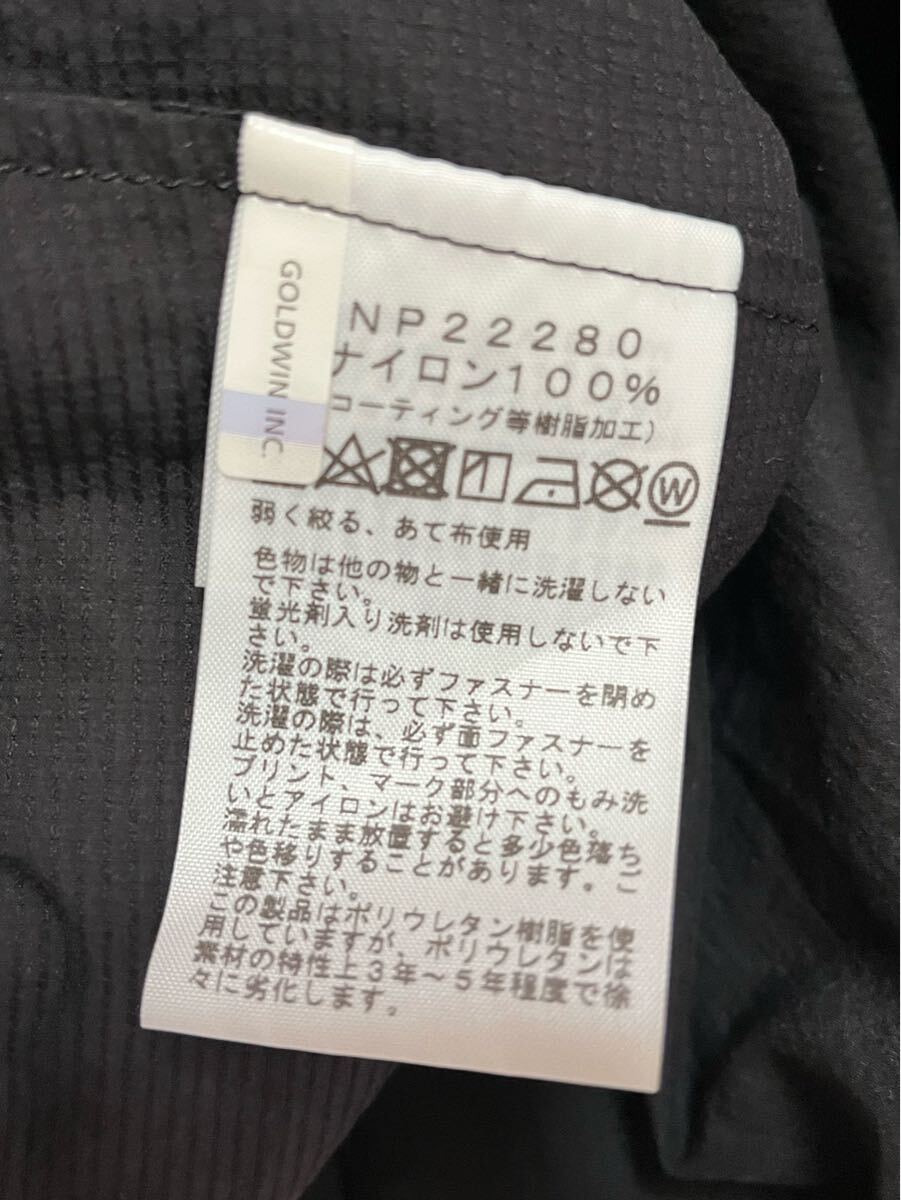 GOLDWIN INC.
NP22280
ナイロン100%
コーティング等樹脂加工)
W
弱く絞る、あて布使用
色物は他の物と一緒に洗濯しない
で下さい。
蛍光剤入り洗剤は使用しないで下
さい。
洗濯の際は必ずファスナーを閉め
た状態で行って下さい。
洗濯の際は、必ず面ファスナーを
止めた状態で行って下さい。
プリント、マーク部分へのもみ洗
いとアイロンはお避け下さい。
濡れたまま放置すると多少色落ち
や色移りすることがあります。ご
注意下さい。
この製品はポリウレタン樹脂を使
用していますが、ポリウレタンは
素材の特性上3年～5年程度で徐
々に劣化します。